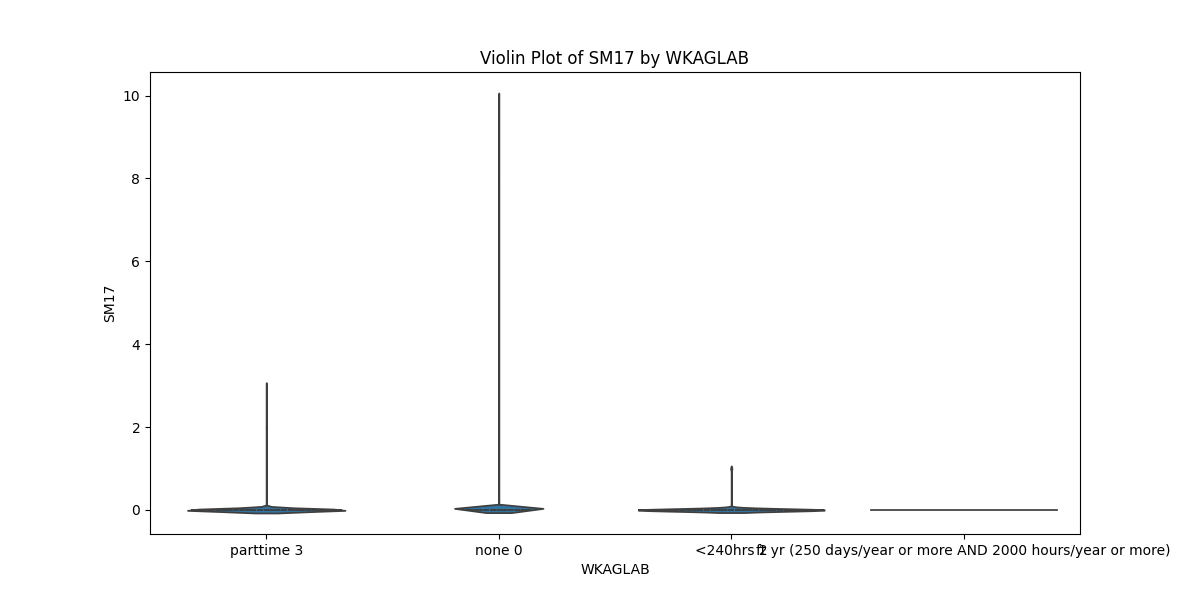 Violin Plot of SM17 by WKAGLAB
10
8
6
4
2
0
SM17
parttime 3
none 0
<240hrs 2
yr (250 days/year or more AND 2000 hours/year or more)
WKAGLAB